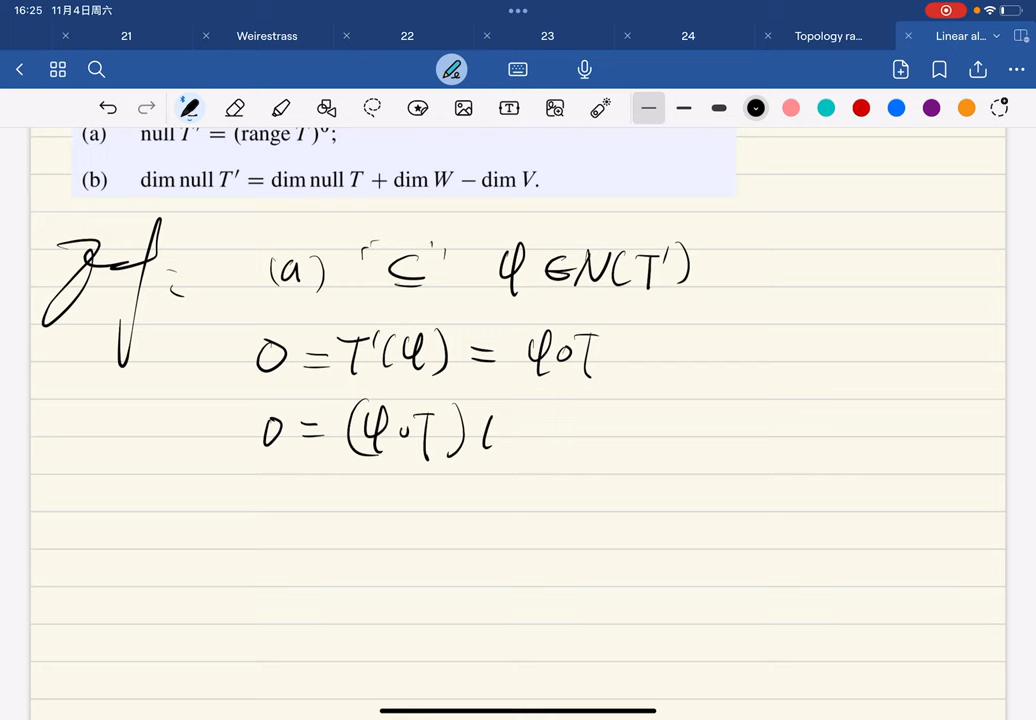 16:25 11月4日周六
21 Weirestrass 22 23 24 Topology ra... Linear al...
(a) null T′ = (range T)⁰;
(b) dim null T′ = dim null T + dim W − dim V.
(a) "⊆" φ ∈ N(T′)
0 = T′(φ) = φ∘T
0 = (φ∘T)(